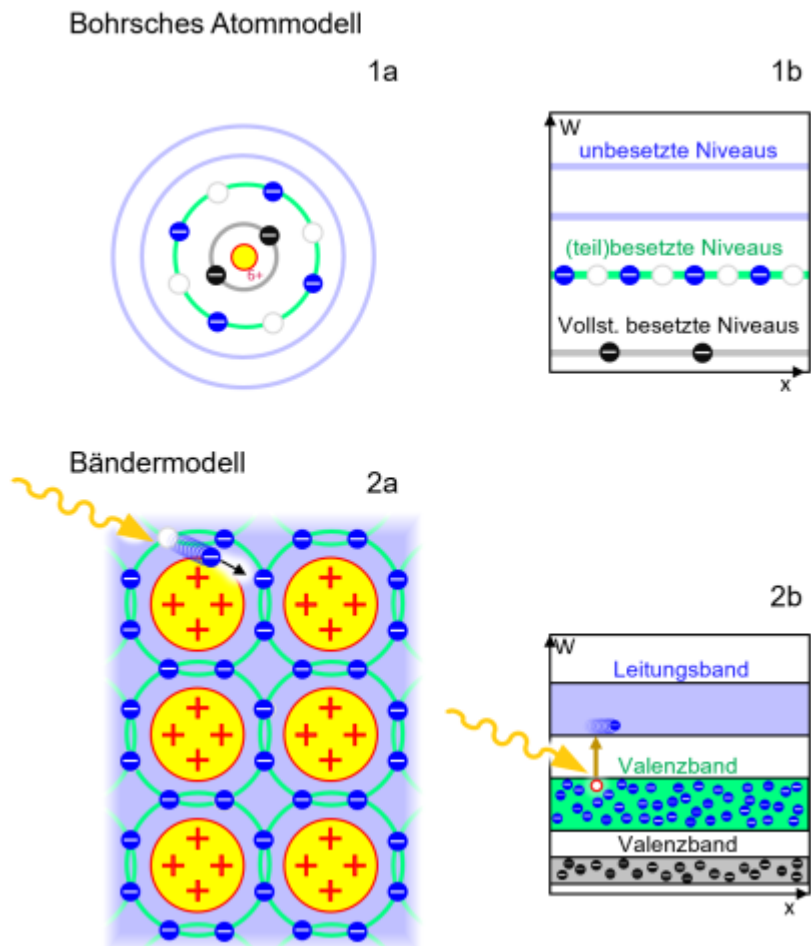 Bohrsches Atommodell
1a
1b
W
unbesetzte Niveaus
(teil)besetzte Niveaus
Vollst. besetzte Niveaus
x
6+
Bändermodell
2a
2b
W
Leitungsband
Valenzband
Valenzband
x